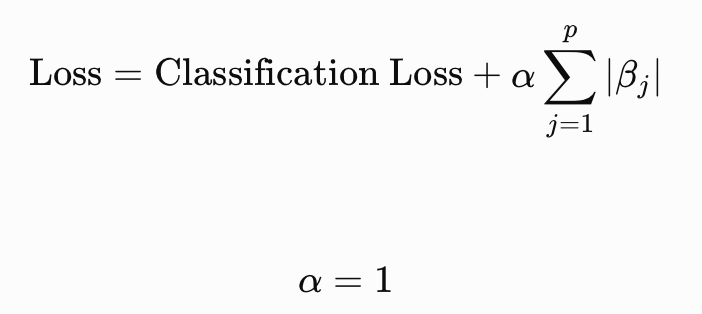 Loss = Classification Loss + α ∑_{j=1}^{p} |β_j|
α = 1